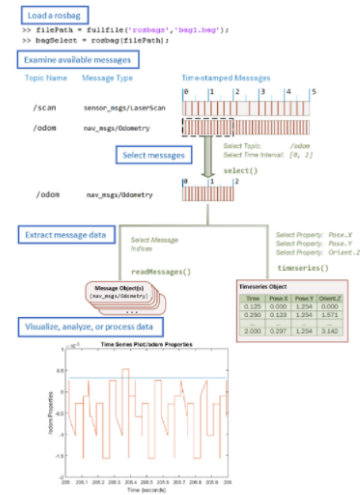 Load a rosbag
>> filePath = fullfile('rosbags','bag1.bag');
>> bagSelect = rosbag(filePath);
Examine available messages
Topic Name Message Type Time-stamped Messages
0 1 2 3 4 5
/scan sensor_msgs/LaserScan
/odom nav_msgs/Odometry
Select Topic: /odom
Select Time Interval: [0, 2]
Select messages
select()
0 1 2
/odom nav_msgs/Odometry
Select Property: Pose.X
Select Property: Pose.Y
Select Property: Orient.Z
Extract message data
Select Message
Indices
readMessages()
timeseries()
Message Object(s)
(nav_msgs/Odometry)
Timeseries Object
Time Pose.X Pose.Y Orient.Z
0.125 0.000 1.234 0.000
0.250 0.123 1.234 1.571
... ... ... ...
2.000 0.297 1.234 3.142
Visualize, analyze, or process data
Time Series Plot:/odom Properties
/odom Properties
Time (seconds)